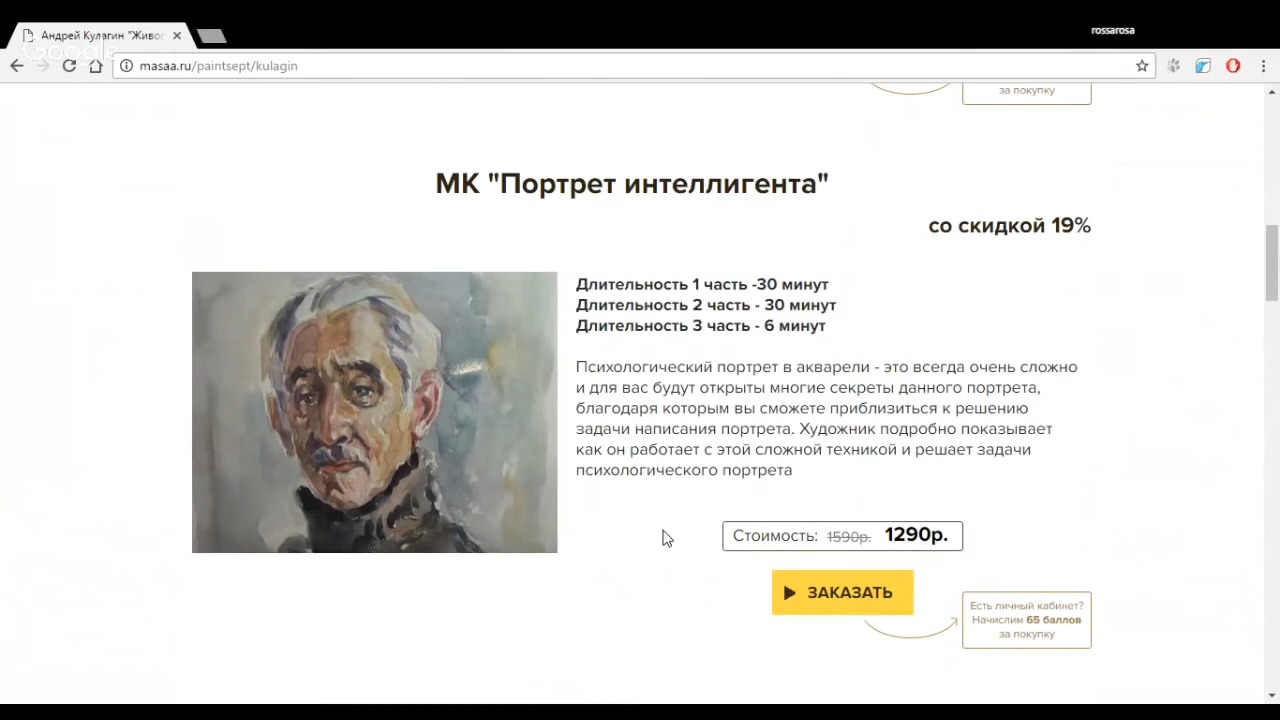 Андрей Кулагин "Живог
rossarosa
Google
masaa.ru/paintsept/kulagin
за покупку
МК "Портрет интеллигента"
со скидкой 19%
Длительность 1 часть -30 минут
Длительность 2 часть - 30 минут
Длительность 3 часть - 6 минут
Психологический портрет в акварели - это всегда очень сложно
и для вас будут открыты многие секреты данного портрета,
благодаря которым вы сможете приблизиться к решению
задачи написания портрета. Художник подробно показывает
как он работает с этой сложной техникой и решает задачи
психологического портрета
Стоимость: 1590р. 1290р.
ЗАКАЗАТЬ
Есть личный кабинет?
Начислим 65 баллов
за покупку